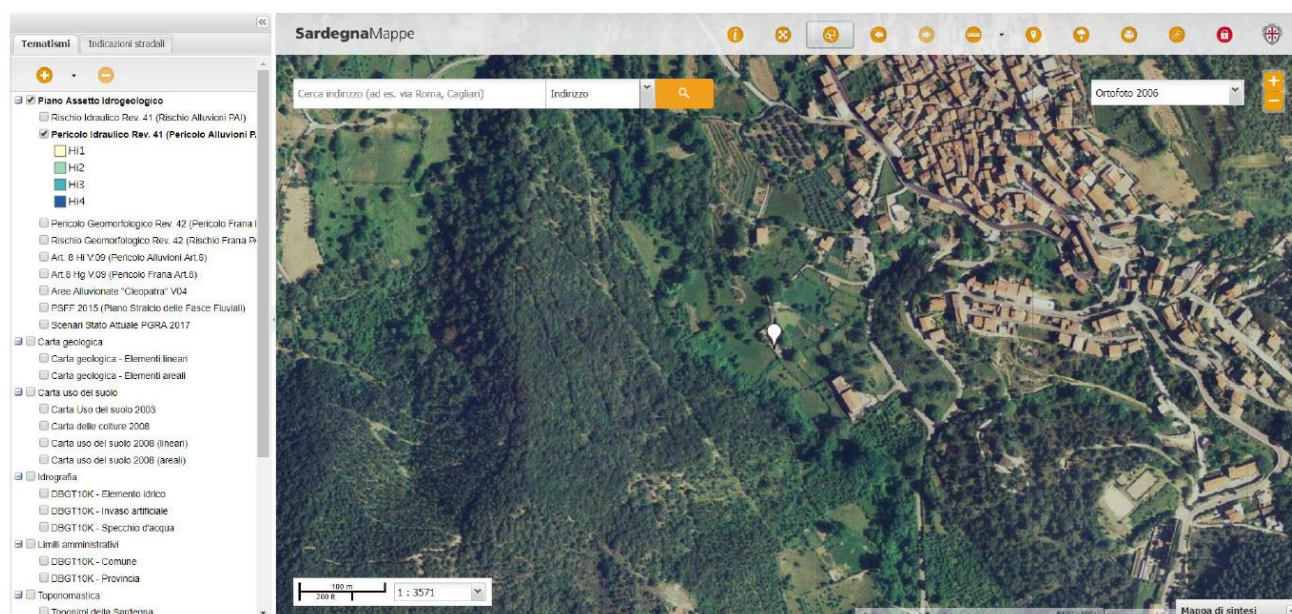 SardegnaMappe
Tematismi
Indicazioni stradali
Cerca indirizzo (ad es. via Roma, Cagliari)
Indirizzo
Ortofoto 2006
Piano Assetto Idrogeologico
Rischio Idraulico Rev. 41 (Rischio Alluvioni PAI)
Pericolo Idraulico Rev. 41 (Pericolo Alluvioni P
Hi1
Hi2
Hi3
Hi4
Pericolo Geomorfologico Rev. 42 (Pericolo Frana
Rischio Geomorfologico Rev. 42 (Rischio Frana P
Art. 8 Hi V.09 (Pericolo Alluvioni Art.8)
Art.8 Hg V.09 (Pericolo Frana Art.8)
Aree Alluvionate "Cleopatra" V04
PSFF 2015 (Piano Stralcio delle Fasce Fluviali)
Scenari Stato Attuale PGRA 2017
Carta geologica
Carta geologica - Elementi lineari
Carta geologica - Elementi areali
Carta uso del suolo
Carta Uso del suolo 2003
Carta delle colture 2008
Carta uso del suolo 2008 (lineari)
Carta uso del suolo 2008 (areali)
Idrografia
DBGT10K - Elemento idrico
DBGT10K - Invaso artificiale
DBGT10K - Specchio d'acqua
Limiti amministrativi
DBGT10K - Comune
DBGT10K - Provincia
Toponomastica
Toponimi della Sardegna
100 m
200 ft
1 : 3571
Mappa di sintesi